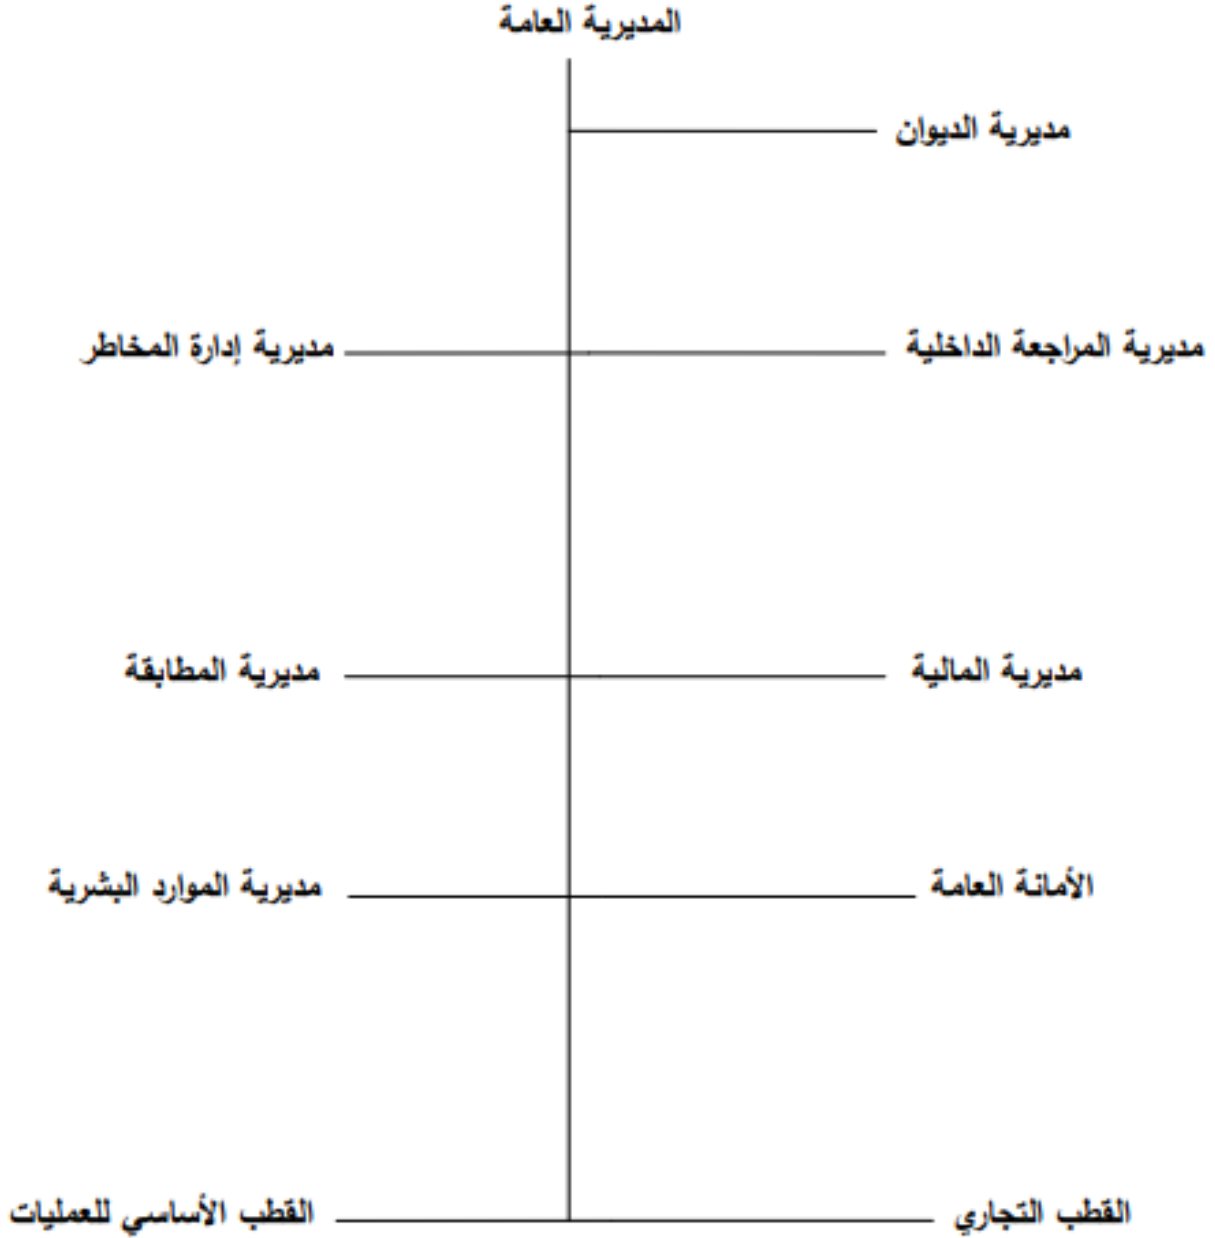 المديرية العامة
مديرية الديوان
مديرية المراجعة الداخلية
مديرية إدارة المخاطر
مديرية المالية
مديرية المطابقة
الأمانة العامة
مديرية الموارد البشرية
القطب التجاري
القطب الأساسي للعمليات